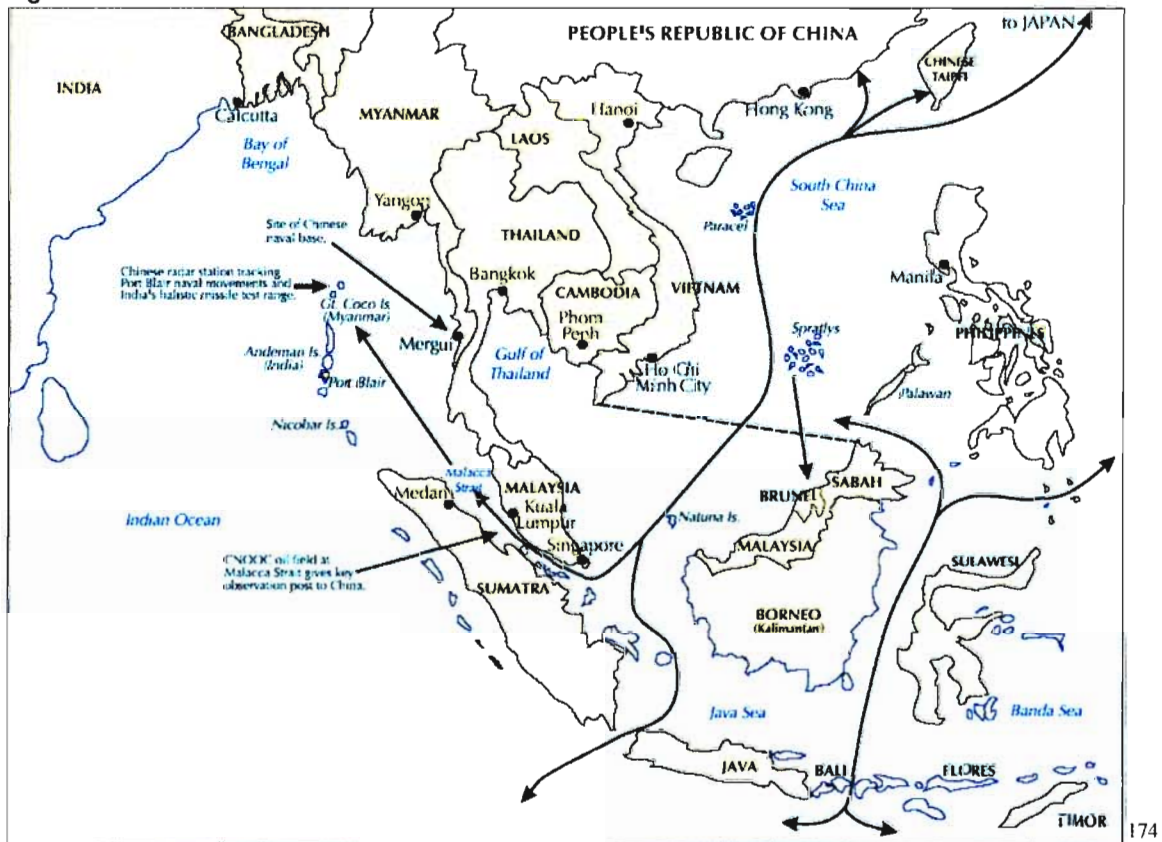 PEOPLE'S REPUBLIC OF CHINA
to JAPAN
BANGLADESH
INDIA
CHINESE
TAIPEI
Calcutta
MYANMAR
Hanoi
Hong Kong
LAOS
Bay of
Bengal
South China
Sea
Yangon
Paracel
Site of Chinese
naval base.
THAILAND
Manila
Chinese radar station tracking
Port Blair naval movements and
India's balistic missile test range.
Bangkok
CAMBODIA
VIETNAM
Gt. Coco Is.
(Myanmar)
Phom
Penh
Spratlys
PHILIPPINES
Mergui
Andeman Is.
(India)
Gulf of
Thailand
Ho Chi
Minh City
Port Blair
Palawan
Nicobar Is.
Malacca
Strait
MALAYSIA
SABAH
BRUNEI
Medan
Kuala
Lumpur
Natuna Is.
Indian Ocean
Singapore
MALAYSIA
CNOOC oil field at
Malacca Strait gives key
observation post to China.
SULAWESI
SUMATRA
BORNEO
(Kalimantan)
Java Sea
Banda Sea
JAVA
BALI
FLORES
TIMOR
174